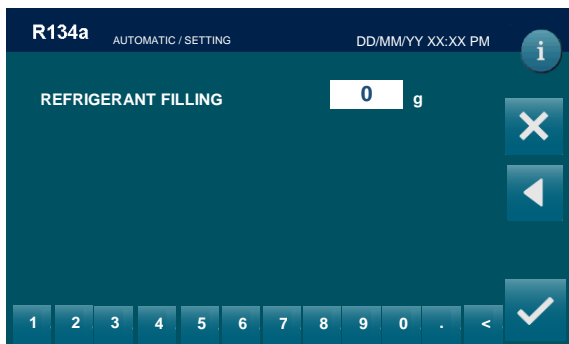 R134a AUTOMATIC / SETTING DD/MM/YY XX:XX PM
i
REFRIGERANT FILLING 0 g
1 2 3 4 5 6 7 8 9 0 . <